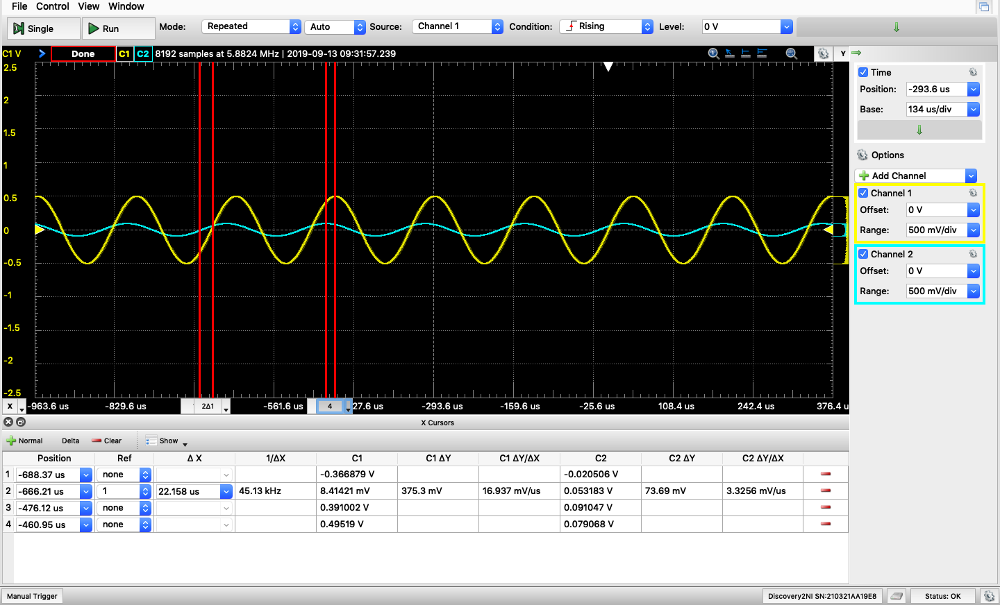 File Control View Window
Single Run Mode: Repeated Auto Source: Channel 1 Condition: Rising Level: 0 V
C1 V Done C1 C2 8192 samples at 5.8824 MHz | 2019-09-13 09:31:57.239 Y
2.5
2
1.5
1
0.5
0
-0.5
-1
-1.5
-2
-2.5
X -963.6 us -829.6 us 2Δ1 -561.6 us 4 27.6 us -293.6 us -159.6 us -25.6 us 108.4 us 242.4 us 376.4 u
Time
Position: -293.6 us
Base: 134 us/div
Options
Add Channel
Channel 1
Offset: 0 V
Range: 500 mV/div
Channel 2
Offset: 0 V
Range: 500 mV/div
X Cursors
Normal Delta Clear Show
Position Ref Δ X 1/ΔX C1 C1 ΔY C1 ΔY/ΔX C2 C2 ΔY C2 ΔY/ΔX
1 -688.37 us none -0.366879 V -0.020506 V
2 -666.21 us 1 22.158 us 45.13 kHz 8.41421 mV 375.3 mV 16.937 mV/us 0.053183 V 73.69 mV 3.3256 mV/us
3 -476.12 us none 0.391002 V 0.091047 V
4 -460.95 us none 0.49519 V 0.079068 V
Manual Trigger Discovery2NI SN:210321AA19E8 Status: OK